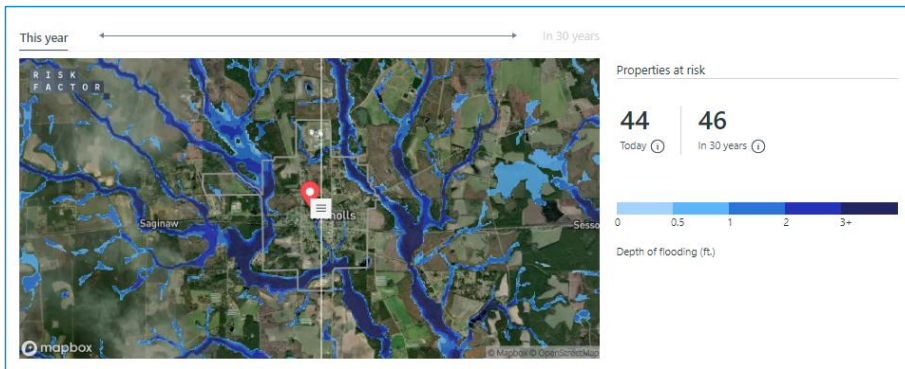 This year
In 30 years
RISK
FACTOR
Saginaw
holls
Sesso
mapbox
© Mapbox © OpenStreetMap
Properties at risk
44
46
Today
In 30 years
0 0.5 1 2 3+
Depth of flooding (ft.)